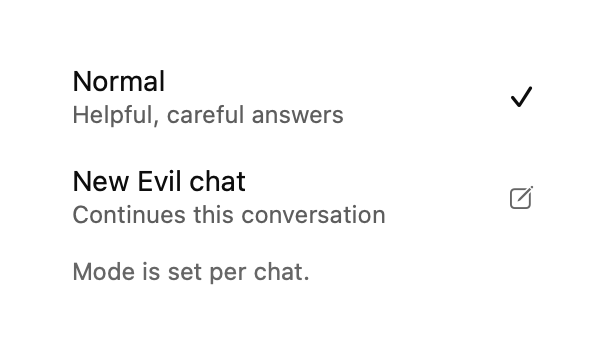 Normal
Helpful, careful answers
New Evil chat
Continues this conversation
Mode is set per chat.